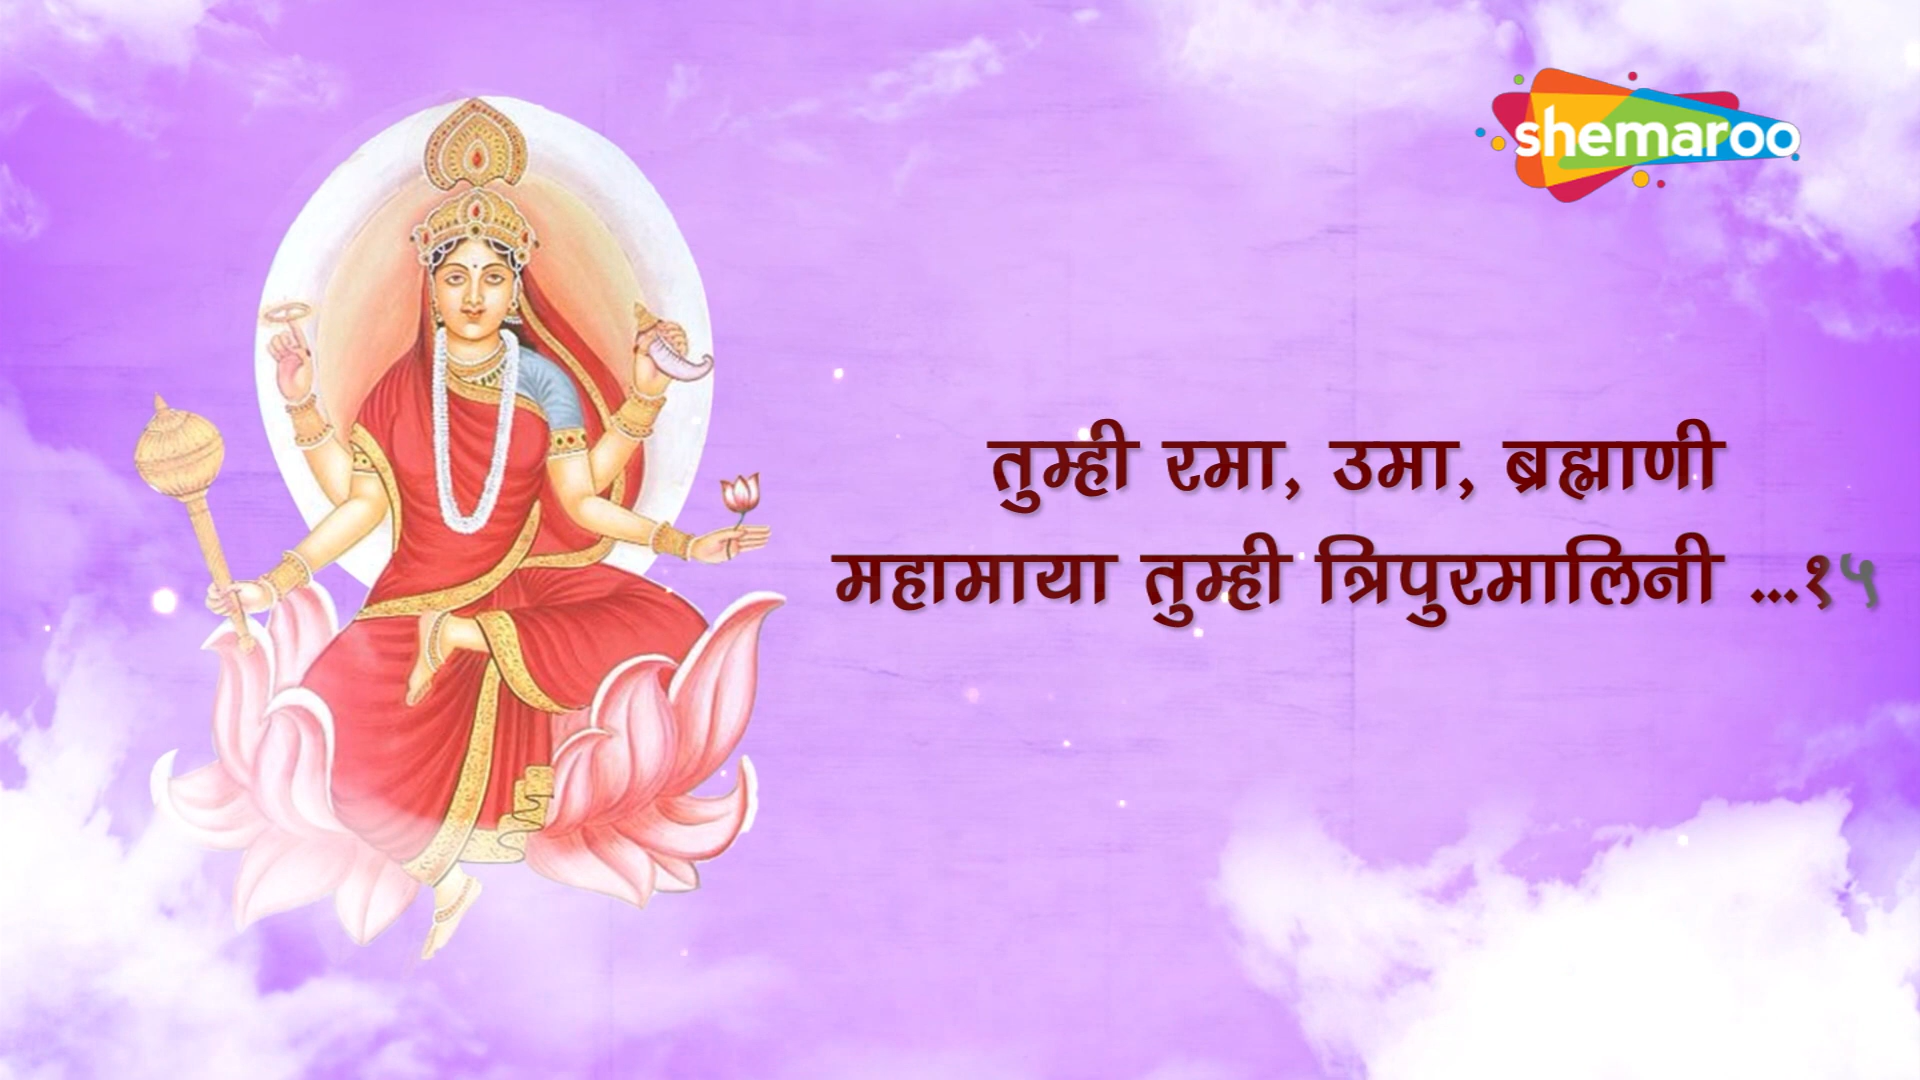 shemaroo
तुम्ही रमा, उमा, ब्रह्माणी
महामाया तुम्ही त्रिपुरमालिनी ...१५